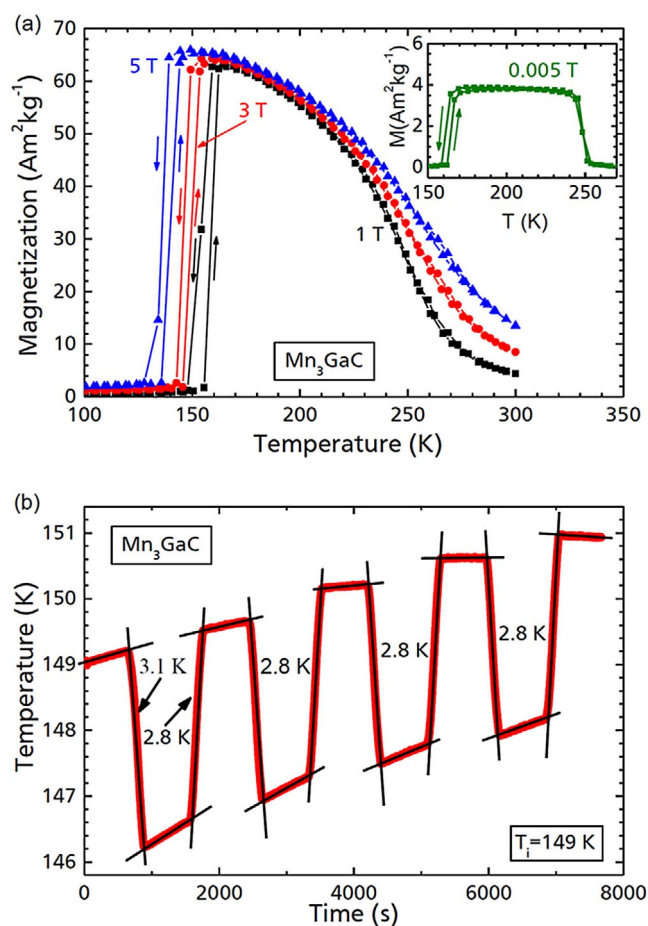 (a)
70
60
50
40
30
20
10
0
Magnetization (Am²kg⁻¹)
5 T
3 T
1 T
Mn₃GaC
100 150 200 250 300 350
Temperature (K)
6
4
2
0
M(Am²kg⁻¹)
0.005 T
150 200 250
T (K)
(b)
151
150
149
148
147
146
Temperature (K)
Mn₃GaC
3.1 K
2.8 K
2.8 K
2.8 K
2.8 K
Tᵢ=149 K
0 2000 4000 6000 8000
Time (s)